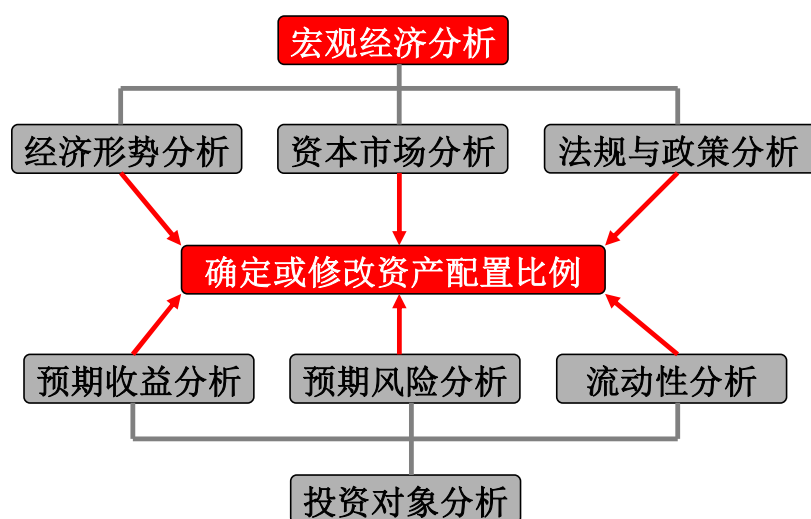 宏观经济分析
经济形势分析
资本市场分析
法规与政策分析
确定或修改资产配置比例
预期收益分析
预期风险分析
流动性分析
投资对象分析